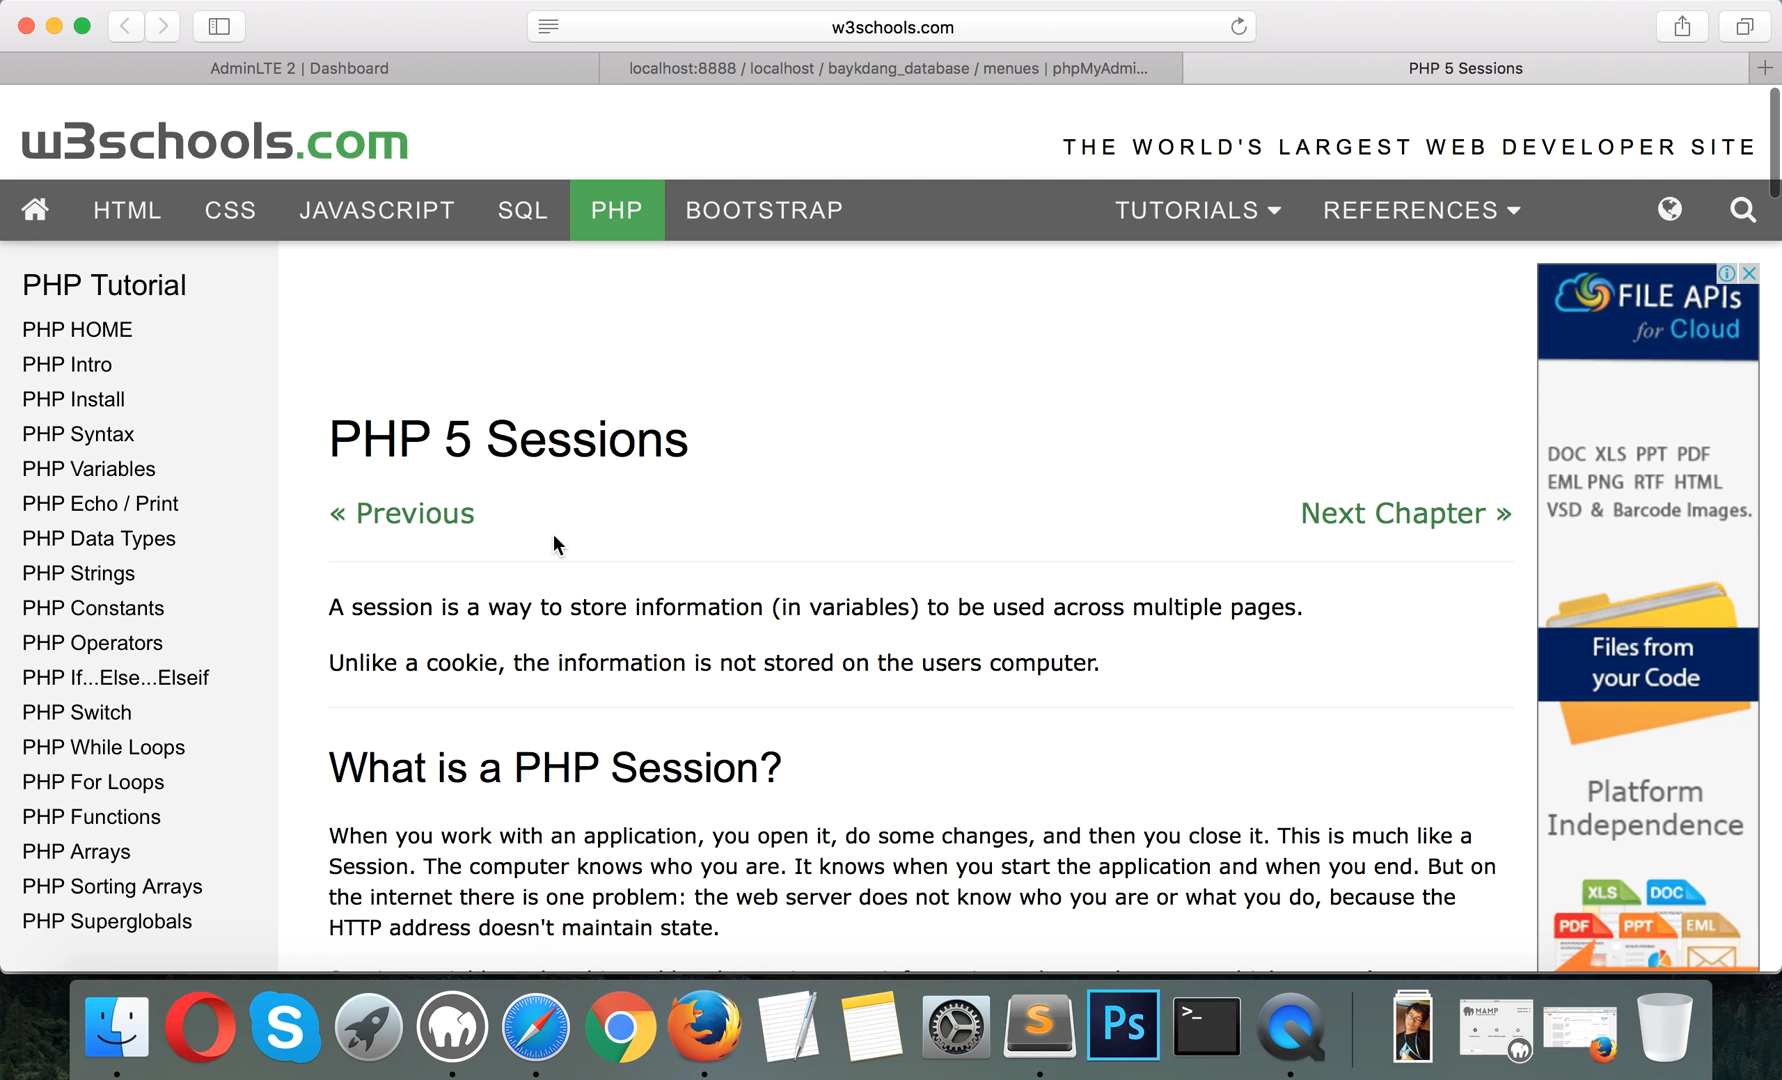 w3schools.com
AdminLTE 2 | Dashboard
localhost:8888 / localhost / baykdang_database / menues | phpMyAdmi...
PHP 5 Sessions
w3schools.com
THE WORLD'S LARGEST WEB DEVELOPER SITE
HTML CSS JAVASCRIPT SQL PHP BOOTSTRAP TUTORIALS REFERENCES
PHP Tutorial
PHP HOME
PHP Intro
PHP Install
PHP Syntax
PHP Variables
PHP Echo / Print
PHP Data Types
PHP Strings
PHP Constants
PHP Operators
PHP If...Else...Elseif
PHP Switch
PHP While Loops
PHP For Loops
PHP Functions
PHP Arrays
PHP Sorting Arrays
PHP Superglobals
PHP 5 Sessions
« Previous
Next Chapter »
A session is a way to store information (in variables) to be used across multiple pages.
Unlike a cookie, the information is not stored on the users computer.
What is a PHP Session?
When you work with an application, you open it, do some changes, and then you close it. This is much like a
Session. The computer knows who you are. It knows when you start the application and when you end. But on
the internet there is one problem: the web server does not know who you are or what you do, because the
HTTP address doesn't maintain state.
FILE APIs
for Cloud
DOC XLS PPT PDF
EML PNG RTF HTML
VSD & Barcode Images.
Files from
your Code
Platform
Independence
XLS DOC
PDF PPT EML
S
S
Ps
>_
MAMP